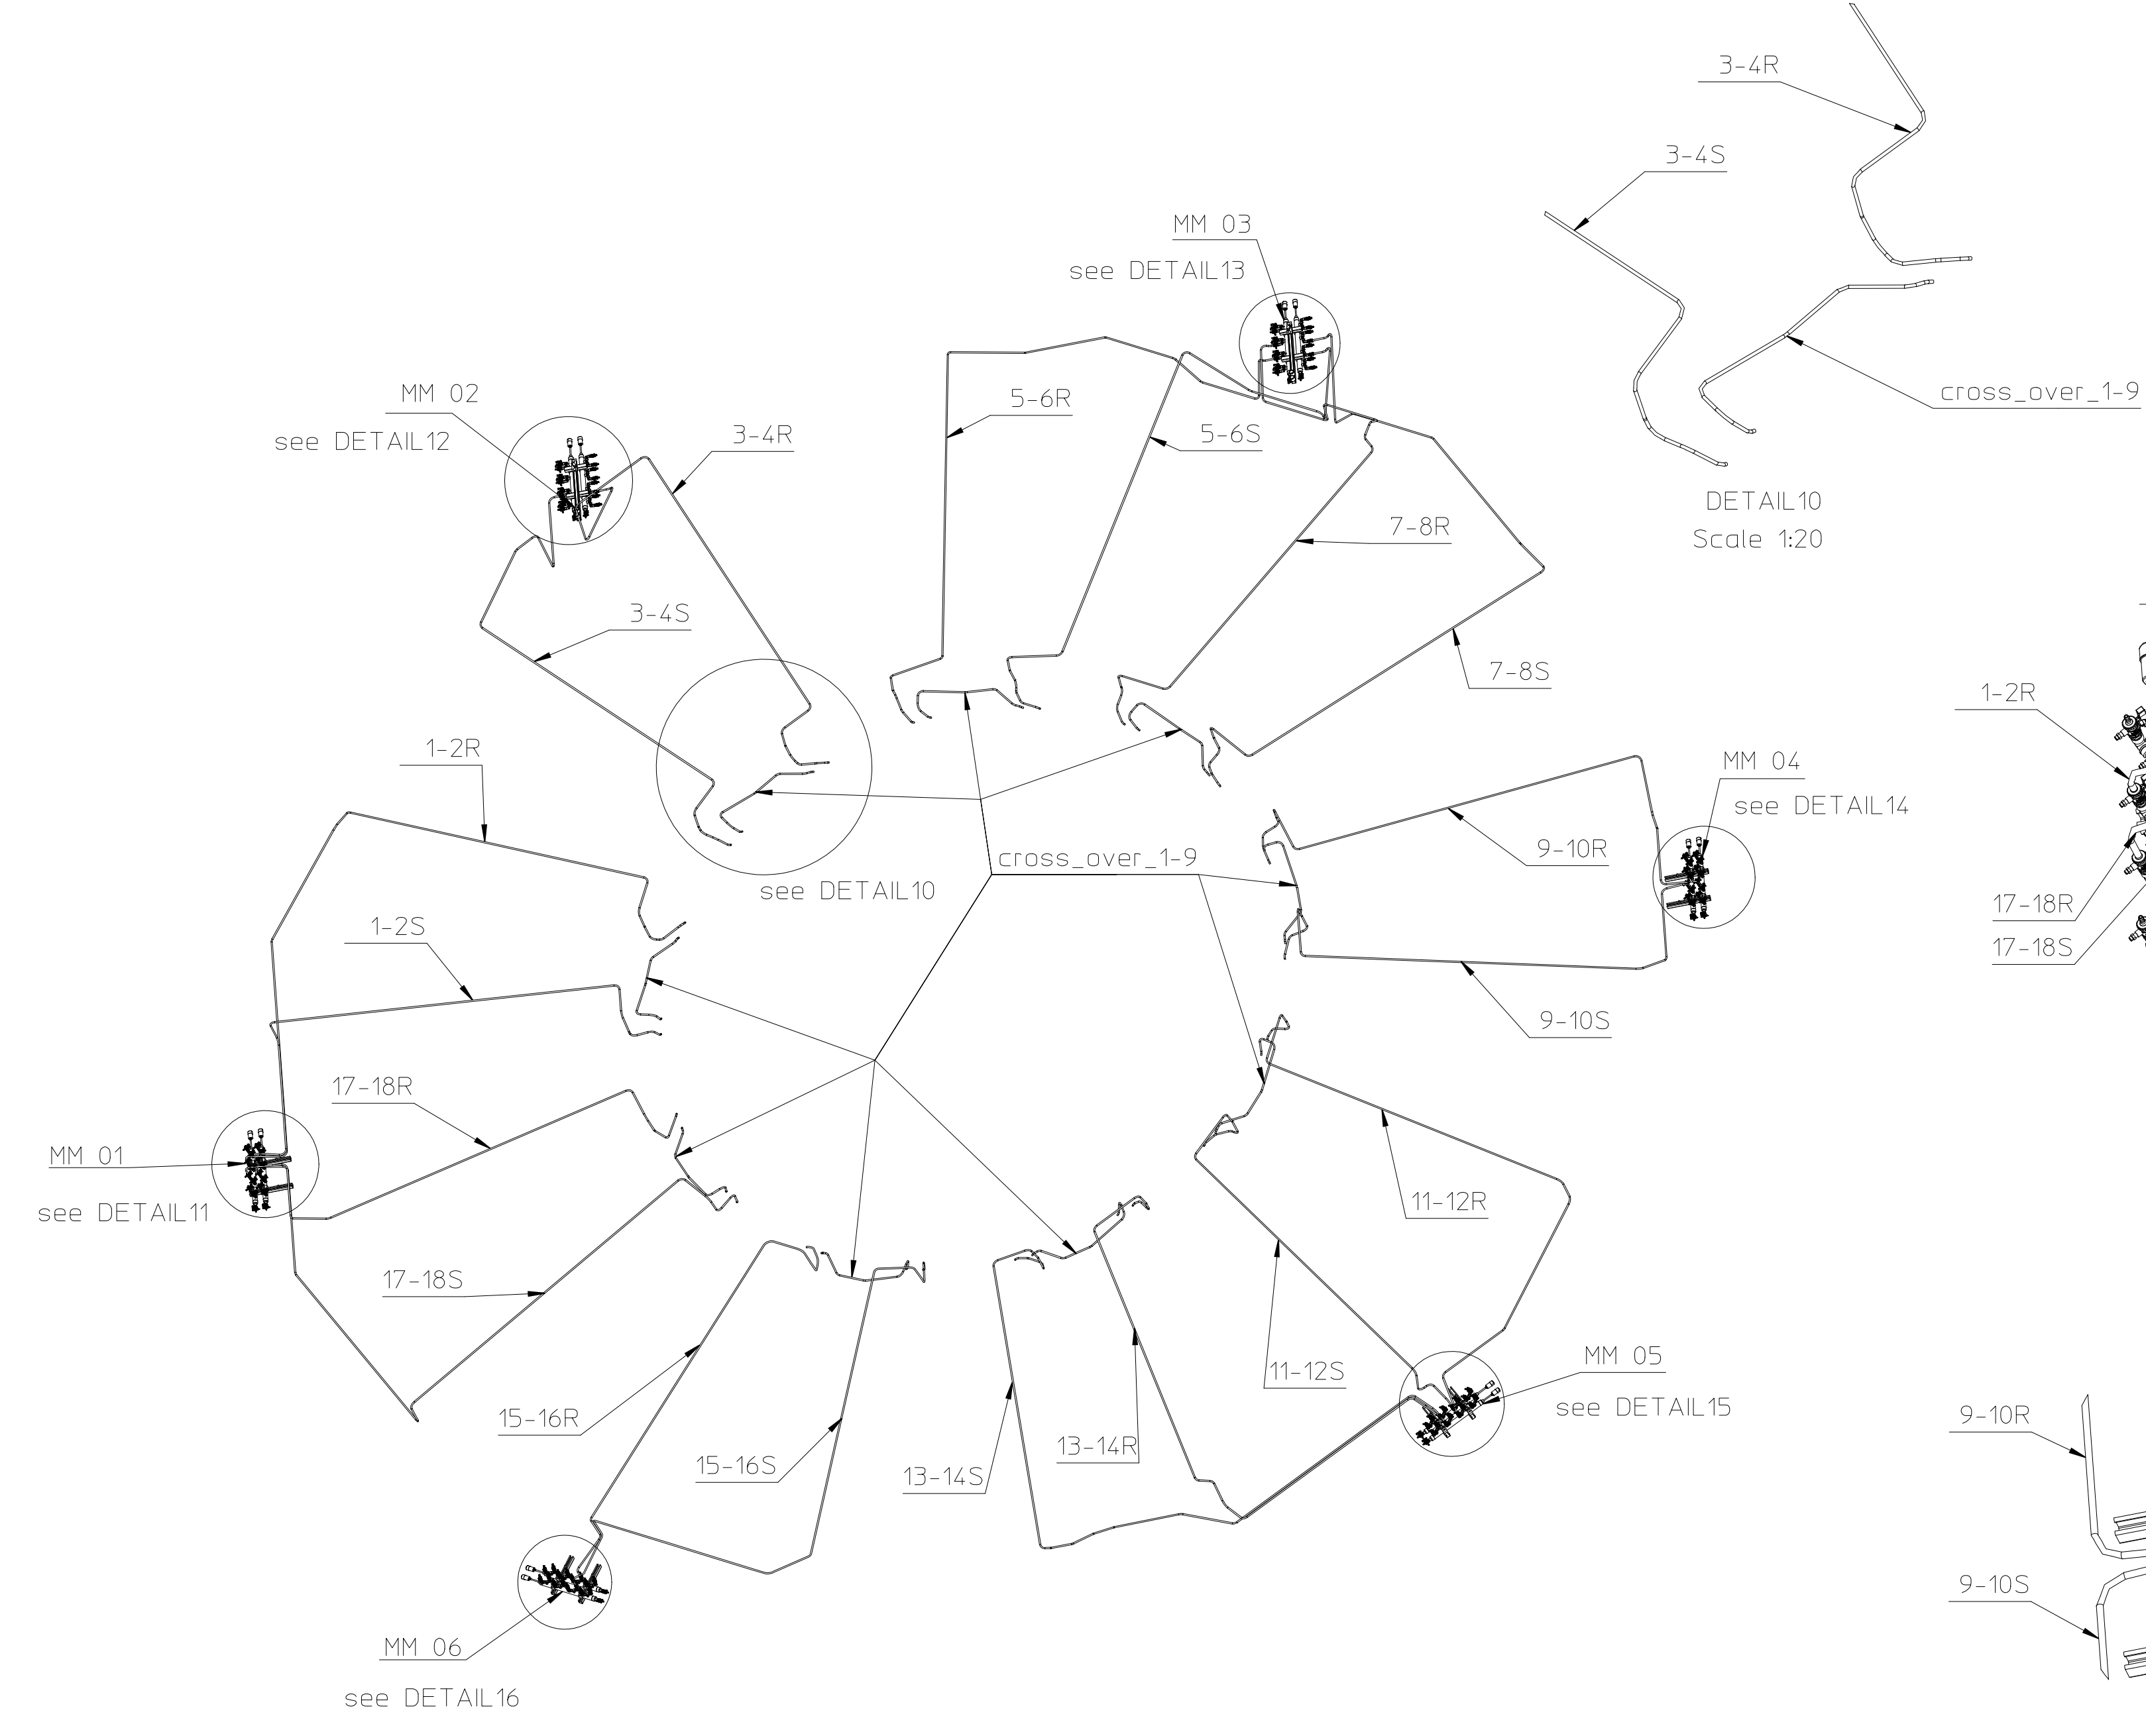 3-4R
3-4S
MM 03
see DETAIL13
MM 02
see DETAIL12
3-4R
5-6R
5-6S
cross_over_1-9
DETAIL10
Scale 1:20
7-8R
3-4S
7-8S
1-2R
1-2R
MM 04
see DETAIL14
cross_over_1-9
9-10R
see DETAIL10
17-18R
1-2S
17-18S
9-10S
17-18R
MM 01
see DETAIL11
11-12R
17-18S
11-12S
MM 05
see DETAIL15
15-16R
9-10R
13-14R
15-16S
13-14S
9-10S
MM 06
see DETAIL16